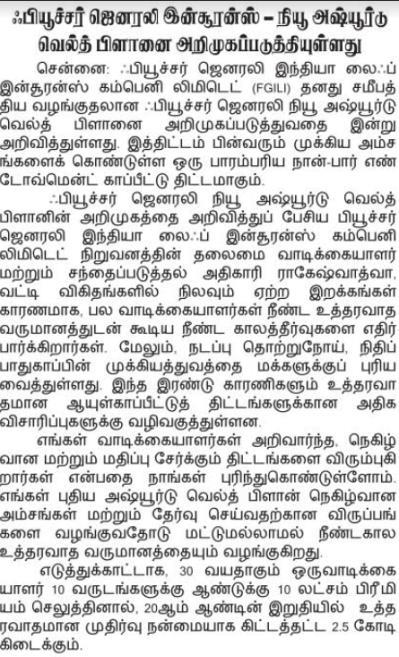 ஃபியூச்சர் ஜெனரலி இன்சூரன்ஸ் – நியூ அஷ்யூர்டு
வெல்த் பிளானை அறிமுகப்படுத்தியுள்ளது
சென்னை: ஃபியூச்சர் ஜெனரலி இந்தியா லைஃப்
இன்சூரன்ஸ் கம்பெனி லிமிடெட் (FGILI) தனது சமீபத்
திய வழங்குதலான ஃபியூச்சர் ஜெனரலி நியூ அஷ்யூர்டு
வெல்த் பிளானை அறிமுகப்படுத்துவதை இன்று
அறிவித்துள்ளது. இத்திட்டம் பின்வரும் முக்கிய அம்ச
ங்களைக் கொண்டுள்ள ஒரு பாரம்பரிய நான்-பார் எண்
டோவ்மென்ட் காப்பீட்டு திட்டமாகும்.
ஃபியூச்சர் ஜெனரலி நியூ அஷ்யூர்டு வெல்த்
பிளானின் அறிமுகத்தை அறிவித்துப் பேசிய பியூச்சர்
ஜெனரலி இந்தியா லைஃப் இன்சூரன்ஸ் கம்பெனி
லிமிடெட் நிறுவனத்தின் தலைமை வாடிக்கையாளர்
மற்றும் சந்தைப்படுத்தல் அதிகாரி ராகேஷ்வாத்வா,
வட்டி விகிதங்களில் நிலவும் ஏற்ற இறக்கங்கள்
காரணமாக, பல வாடிக்கையாளர்கள் நீண்ட உத்தரவாத
வருமானத்துடன் கூடிய நீண்ட காலத்தீர்வுகளை எதிர்
பார்க்கிறார்கள். மேலும், நடப்பு தொற்றுநோய், நிதிப்
பாதுகாப்பின் முக்கியத்துவத்தை மக்களுக்குப் புரிய
வைத்துள்ளது. இந்த இரண்டு காரணிகளும் உத்தரவா
தமான ஆயுள்காப்பீட்டுத் திட்டங்களுக்கான அதிக
விசாரிப்புகளுக்கு வழிவகுத்துள்ளன.
எங்கள் வாடிக்கையாளர்கள் அறிவார்ந்த, நெகிழ்
வான மற்றும் மதிப்பு சேர்க்கும் திட்டங்களை விரும்புகி
றார்கள் என்பதை நாங்கள் புரிந்துகொண்டுள்ளோம்.
எங்கள் புதிய அஷ்யூர்டு வெல்த் பிளான் நெகிழ்வான
அம்சங்கள் மற்றும் தேர்வு செய்வதற்கான விருப்பங்
களை வழங்குவதோடு மட்டுமல்லாமல் நீண்டகால
உத்தரவாத வருமானத்தையும் வழங்குகிறது.
எடுத்துக்காட்டாக, 30 வயதாகும் ஒருவாடிக்கை
யாளர் 10 வருடங்களுக்கு ஆண்டுக்கு 10 லட்சம் பிரீமி
யம் செலுத்தினால், 20ஆம் ஆண்டின் இறுதியில் உத்த
ரவாதமான முதிர்வு நன்மையாக கிட்டத்தட்ட 2.5 கோடி
கிடைக்கும்.